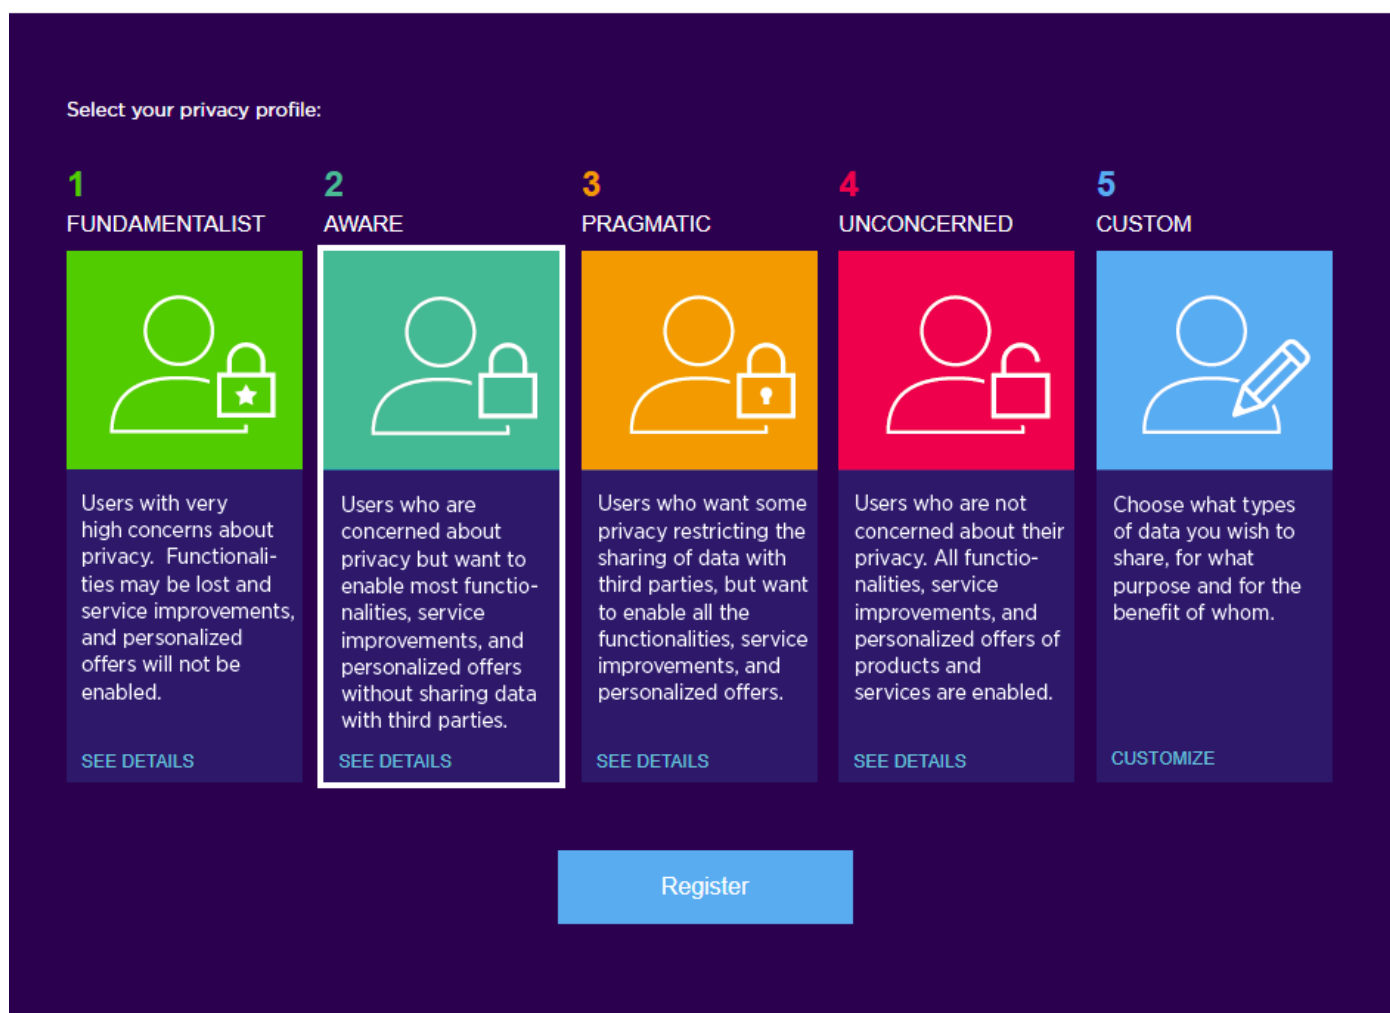 Select your privacy profile:
1
FUNDAMENTALIST
Users with very
high concerns about
privacy.  Functionali-
ties may be lost and
service improvements,
and personalized
offers will not be
enabled.
SEE DETAILS
2
AWARE
Users who are
concerned about
privacy but want to
enable most functio-
nalities, service
improvements, and
personalized offers
without sharing data
with third parties.
SEE DETAILS
3
PRAGMATIC
Users who want some
privacy restricting the
sharing of data with
third parties, but want
to enable all the
functionalities, service
improvements, and
personalized offers.
SEE DETAILS
4
UNCONCERNED
Users who are not
concerned about their
privacy. All functio-
nalities, service
improvements, and
personalized offers of
products and
services are enabled.
SEE DETAILS
5
CUSTOM
Choose what types
of data you wish to
share, for what
purpose and for the
benefit of whom.
CUSTOMIZE
Register